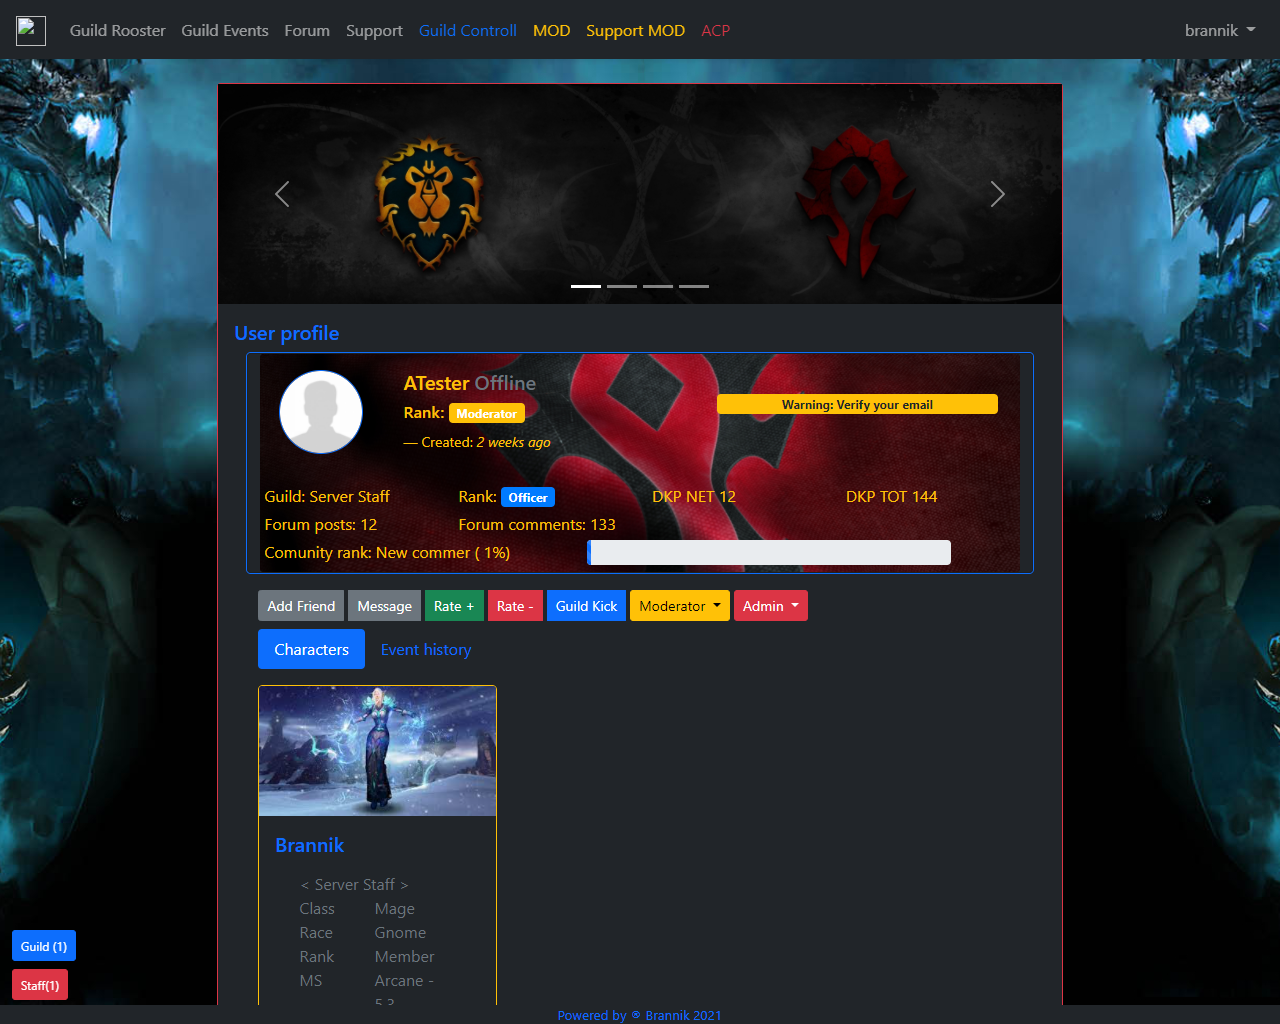 Guild Rooster Guild Events Forum Support Guild Controll MOD Support MOD ACP brannik
User profile
ATester Offline
Rank: Moderator
Warning: Verify your email
— Created: 2 weeks ago
Guild: Server Staff Rank: Officer DKP NET 12 DKP TOT 144
Forum posts: 12 Forum comments: 133
Comunity rank: New commer ( 1%)
Add Friend Message Rate + Rate - Guild Kick Moderator Admin
Characters Event history
Brannik
< Server Staff >
Class Mage
Race Gnome
Rank Member
MS Arcane -
5.3
Guild (1)
Staff(1)
Powered by ® Brannik 2021